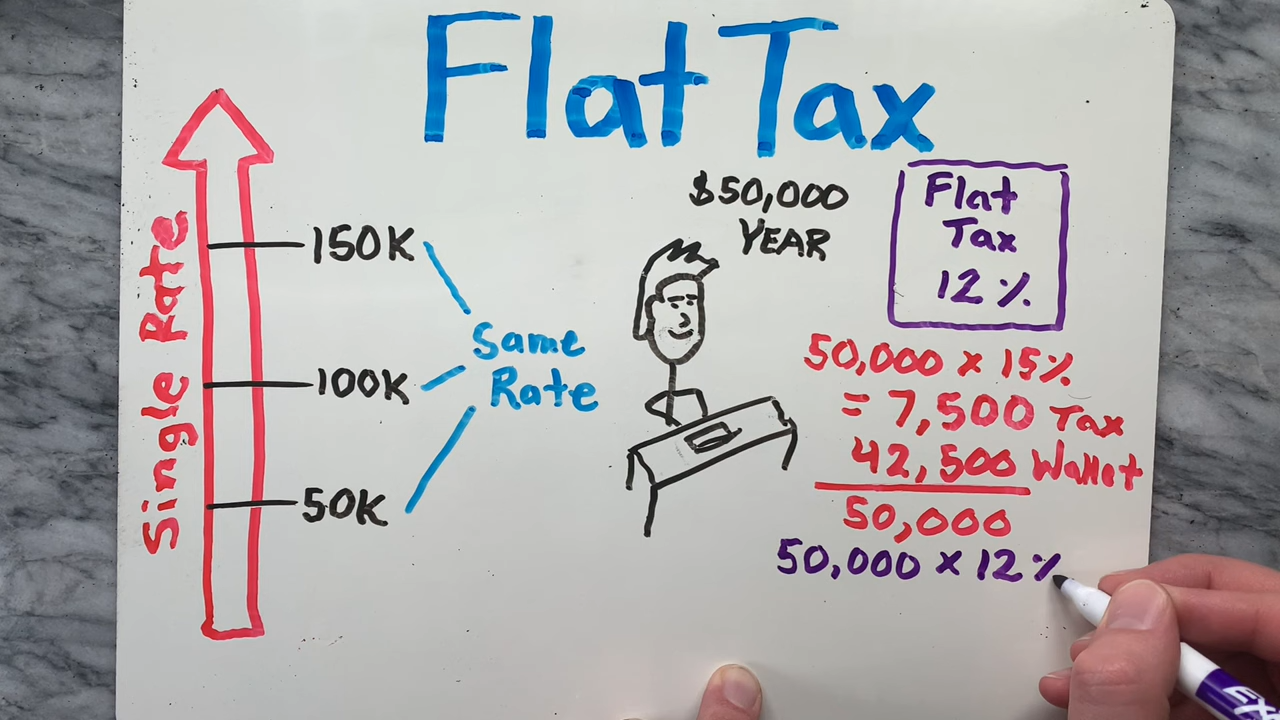 Flat Tax
Single Rate
150K
100K
50K
Same
Rate
$50,000
YEAR
Flat
Tax
12%
50,000 x 15%
= 7,500 Tax
42,500 Wallet
50,000
50,000 x 12%
EX